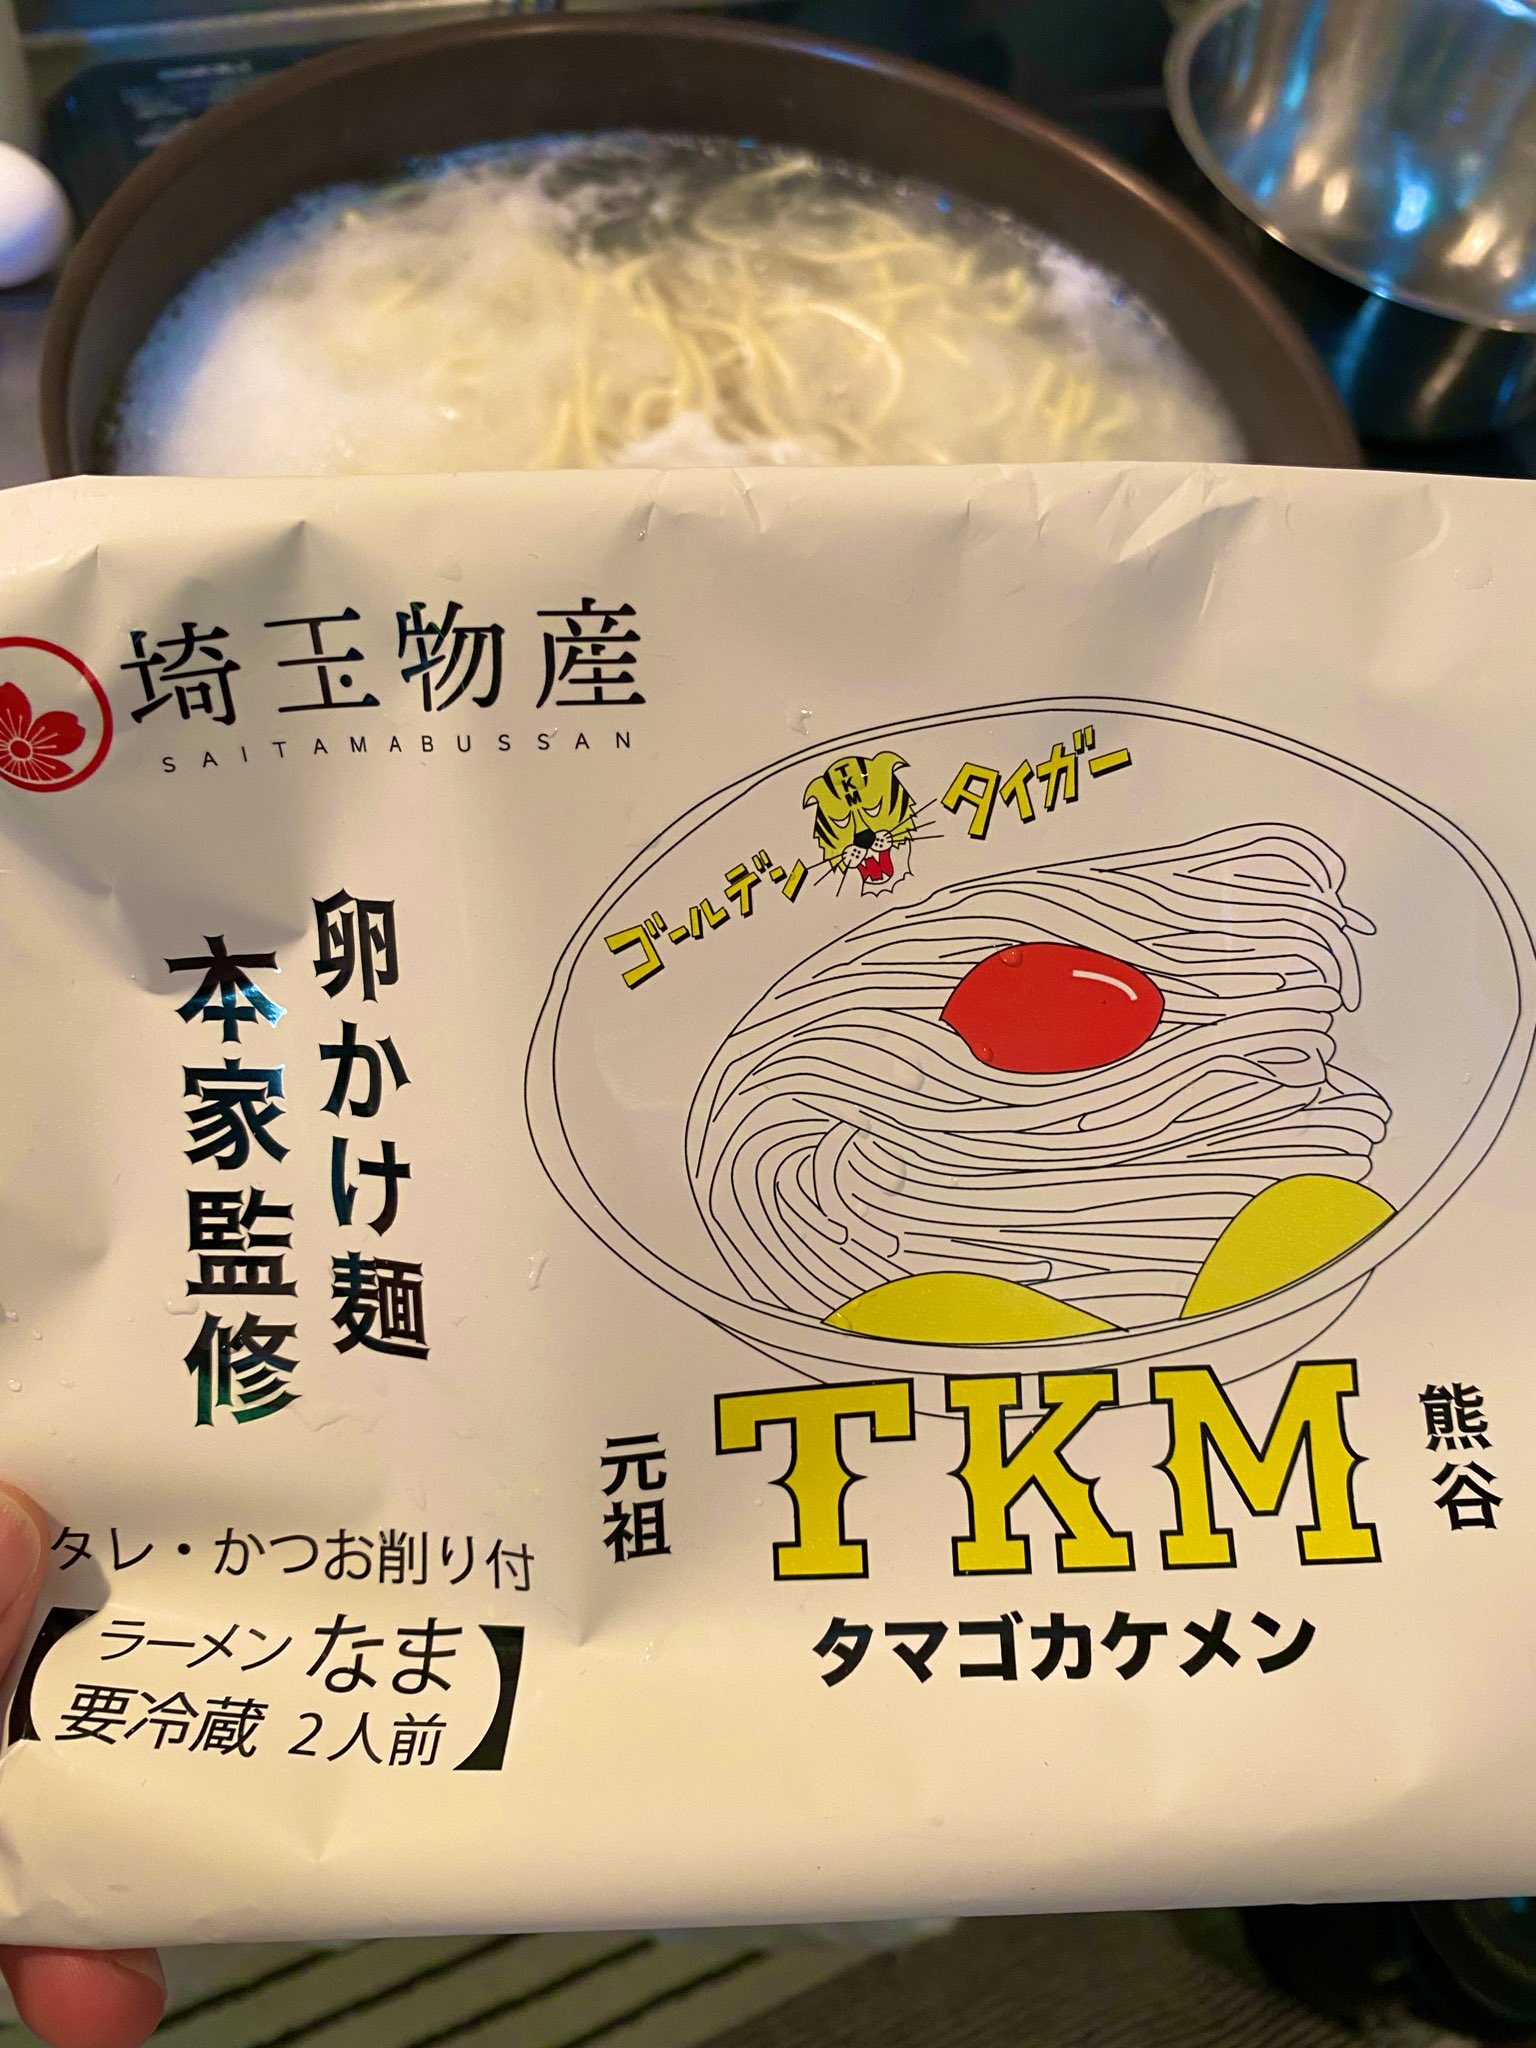 埼玉物産
SAITAMABUSSAN
ゴールデン
TKM
タイガー
卵かけ麺
本家監修
元祖
TKM
熊谷
タマゴカケメン
タレ・かつお削り付
【ラーメン なま
要冷蔵 2人前】